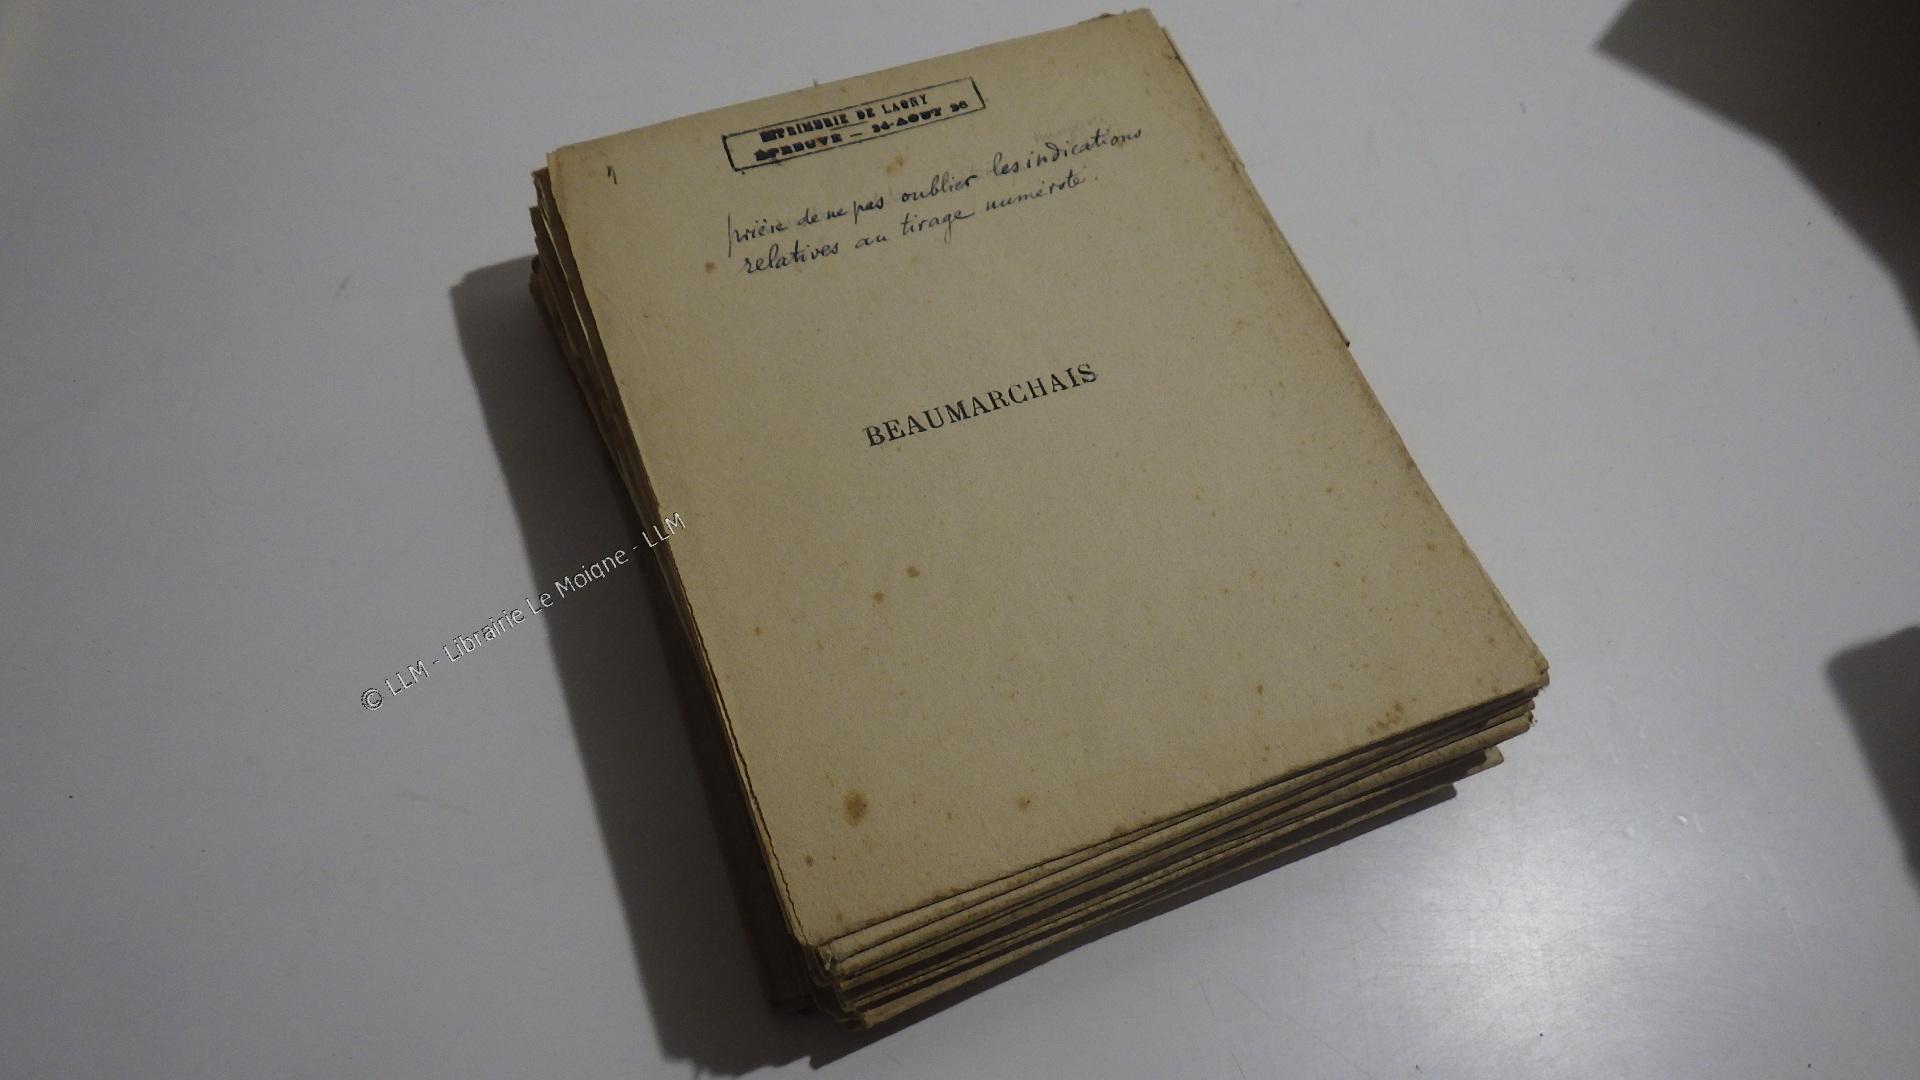 IMPRIMERIE DE LAGNY
ÉPREUVE — 24 AOUT 26
prière de ne pas oublier les indications
relatives au tirage numéroté.
BEAUMARCHAIS
© LLM - Librairie Le Moigne - LLM